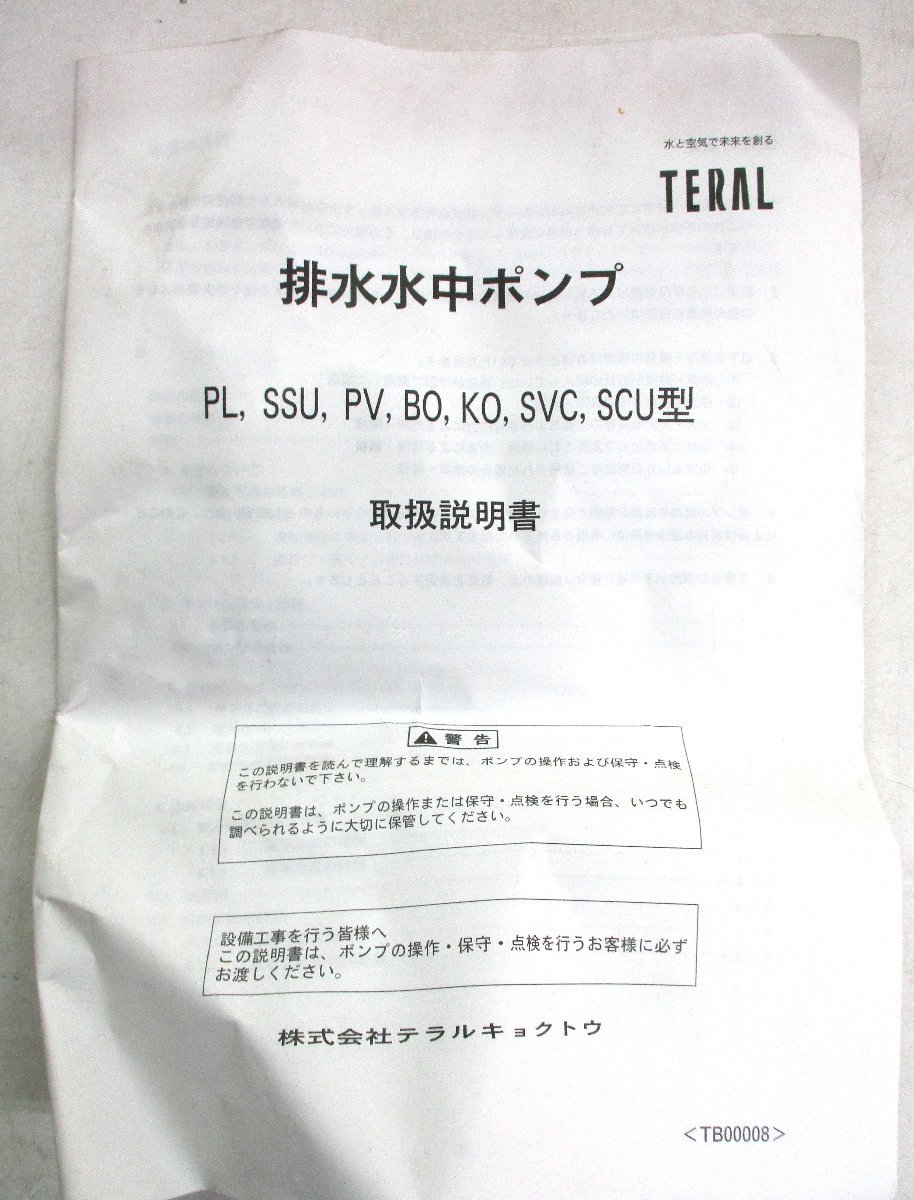 水と空気で未来を創る
TERAL
排水水中ポンプ
PL, SSU, PV, BO, KO, SVC, SCU型
取扱説明書
警告
この説明書を読んで理解するまでは、ポンプの操作および保守・点検
を行わないで下さい。
この説明書は、ポンプの操作または保守・点検を行う場合、いつでも
調べられるように大切に保管してください。
設備工事を行う皆様へ
この説明書は、ポンプの操作・保守・点検を行うお客様に必ず
お渡しください。
株式会社テラルキョクトウ
＜TB00008＞